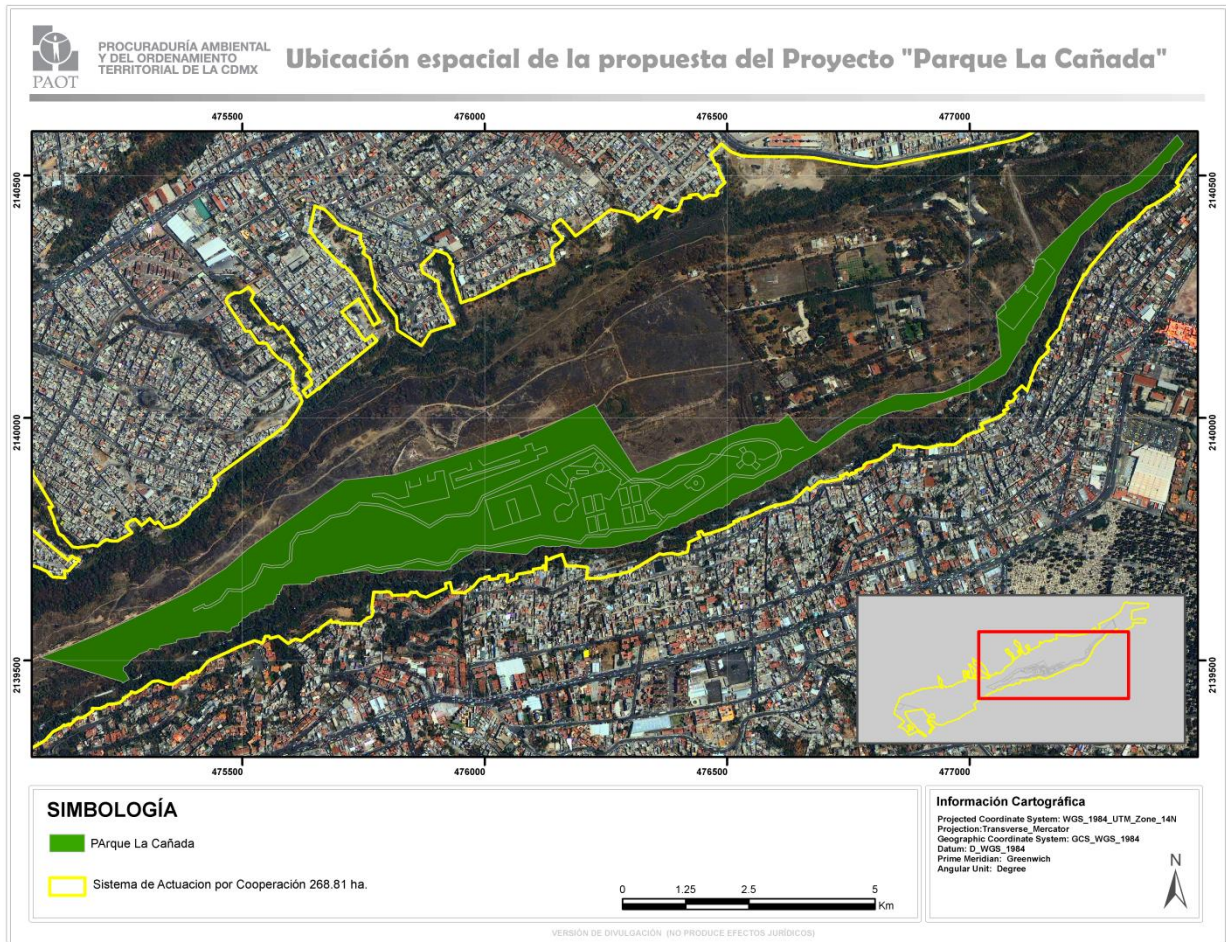 PAOT
PROCURADURÍA AMBIENTAL
Y DEL ORDENAMIENTO
TERRITORIAL DE LA CDMX
Ubicación espacial de la propuesta del Proyecto "Parque La Cañada"
475500 476000 476500 477000
2140500 2140500
2140000 2140000
2139500 2139500
475500 476000 476500 477000
SIMBOLOGÍA
PArque La Cañada
Sistema de Actuacion por Cooperación 268.81 ha.
0 1.25 2.5 5
Km
Información Cartográfica
Projected Coordinate System: WGS_1984_UTM_Zone_14N
Projection:Transverse_Mercator
Geographic Coordinate System: GCS_WGS_1984
Datum: D_WGS_1984
Prime Meridian: Greenwich
Angular Unit: Degree
N
VERSIÓN DE DIVULGACIÓN (NO PRODUCE EFECTOS JURÍDICOS)